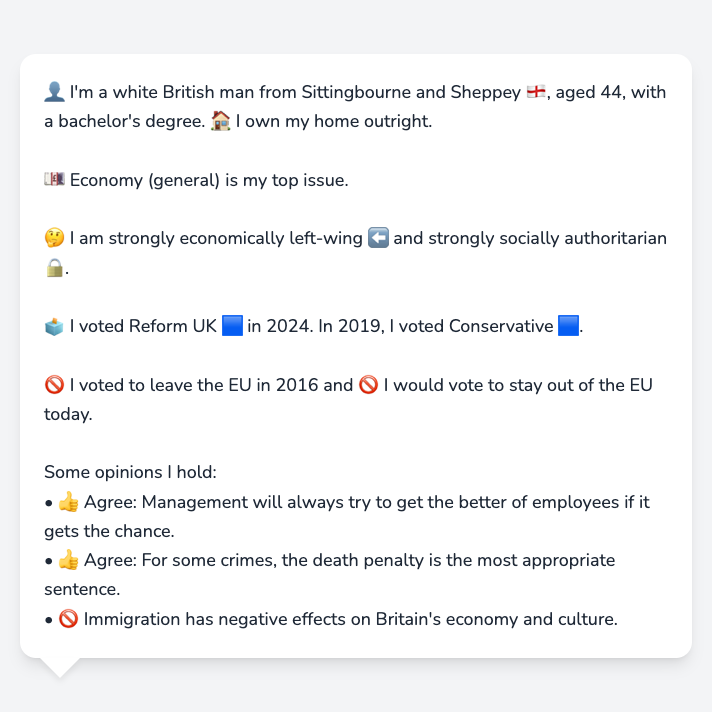 👤 I'm a white British man from Sittingbourne and Sheppey 🏴󠁧󠁢󠁥󠁮󠁧󠁿, aged 44, with
a bachelor's degree. 🏠 I own my home outright.
💷 Economy (general) is my top issue.
🤔 I am strongly economically left-wing ⬅️ and strongly socially authoritarian
🔒.
🗳️ I voted Reform UK 🟦 in 2024. In 2019, I voted Conservative 🟦.
🚫 I voted to leave the EU in 2016 and 🚫 I would vote to stay out of the EU
today.
Some opinions I hold:
• 👍 Agree: Management will always try to get the better of employees if it
gets the chance.
• 👍 Agree: For some crimes, the death penalty is the most appropriate
sentence.
• 🚫 Immigration has negative effects on Britain's economy and culture.